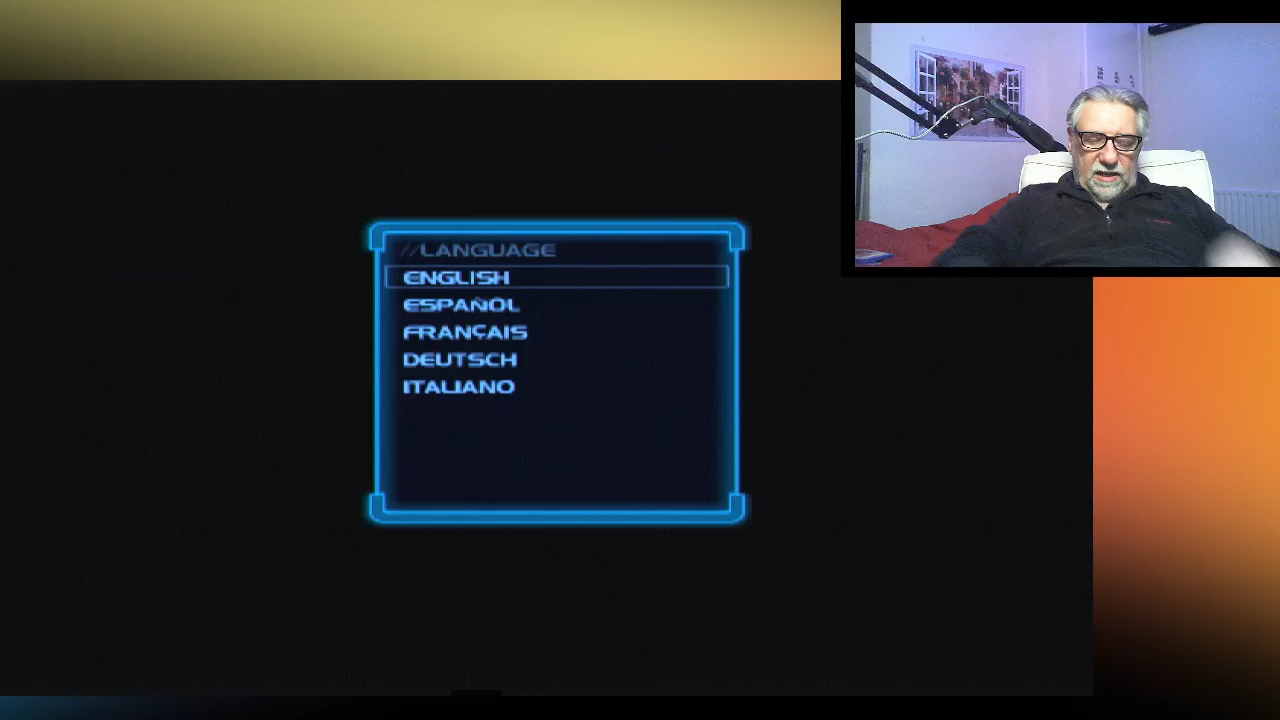 //LANGUAGE
ENGLISH
ESPAÑOL
FRANÇAIS
DEUTSCH
ITALIANO